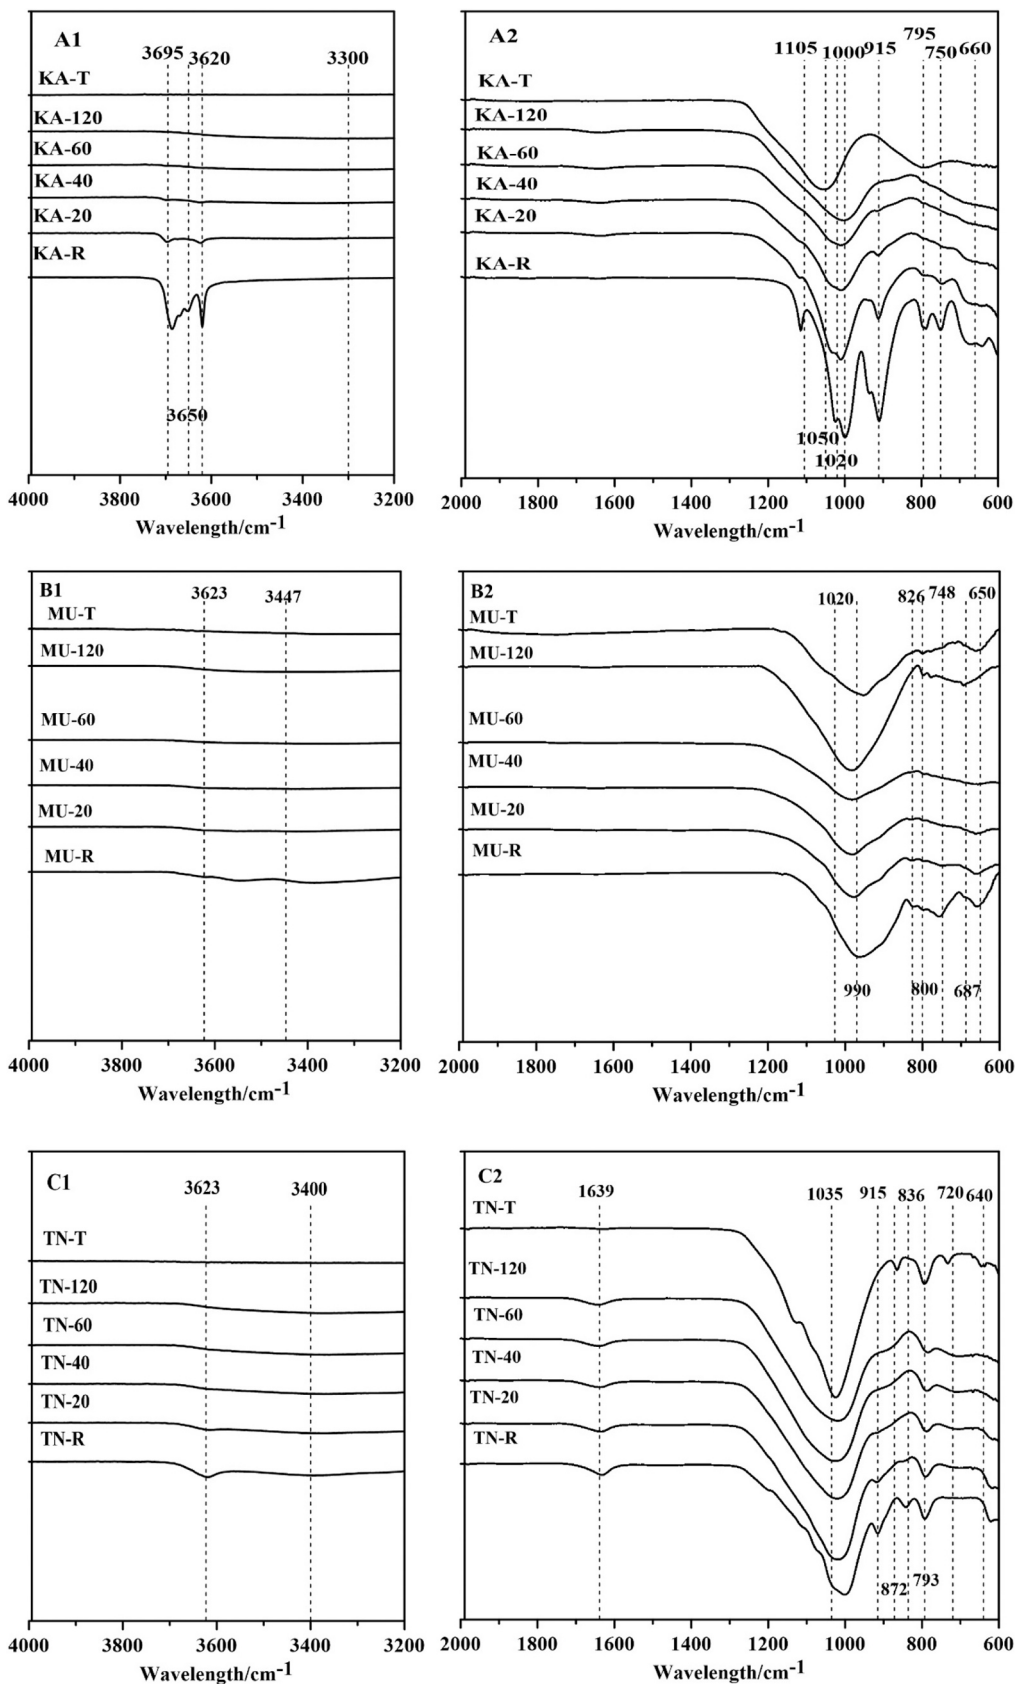 A1
3695 3620 3300
KA-T
KA-120
KA-60
KA-40
KA-20
KA-R
3650
4000 3800 3600 3400 3200
Wavelength/cm-1
A2
1105 1000 915 795 750 660
KA-T
KA-120
KA-60
KA-40
KA-20
KA-R
1050
1020
2000 1800 1600 1400 1200 1000 800 600
Wavelength/cm-1
B1
3623 3447
MU-T
MU-120
MU-60
MU-40
MU-20
MU-R
4000 3800 3600 3400 3200
Wavelength/cm-1
B2
1020 826 748 650
MU-T
MU-120
MU-60
MU-40
MU-20
MU-R
990 800 687
2000 1800 1600 1400 1200 1000 800 600
Wavelength/cm-1
C1
3623 3400
TN-T
TN-120
TN-60
TN-40
TN-20
TN-R
4000 3800 3600 3400 3200
Wavelength/cm-1
C2
1639 1035 915 836 720 640
TN-T
TN-120
TN-60
TN-40
TN-20
TN-R
872 793
2000 1800 1600 1400 1200 1000 800 600
Wavelength/cm-1